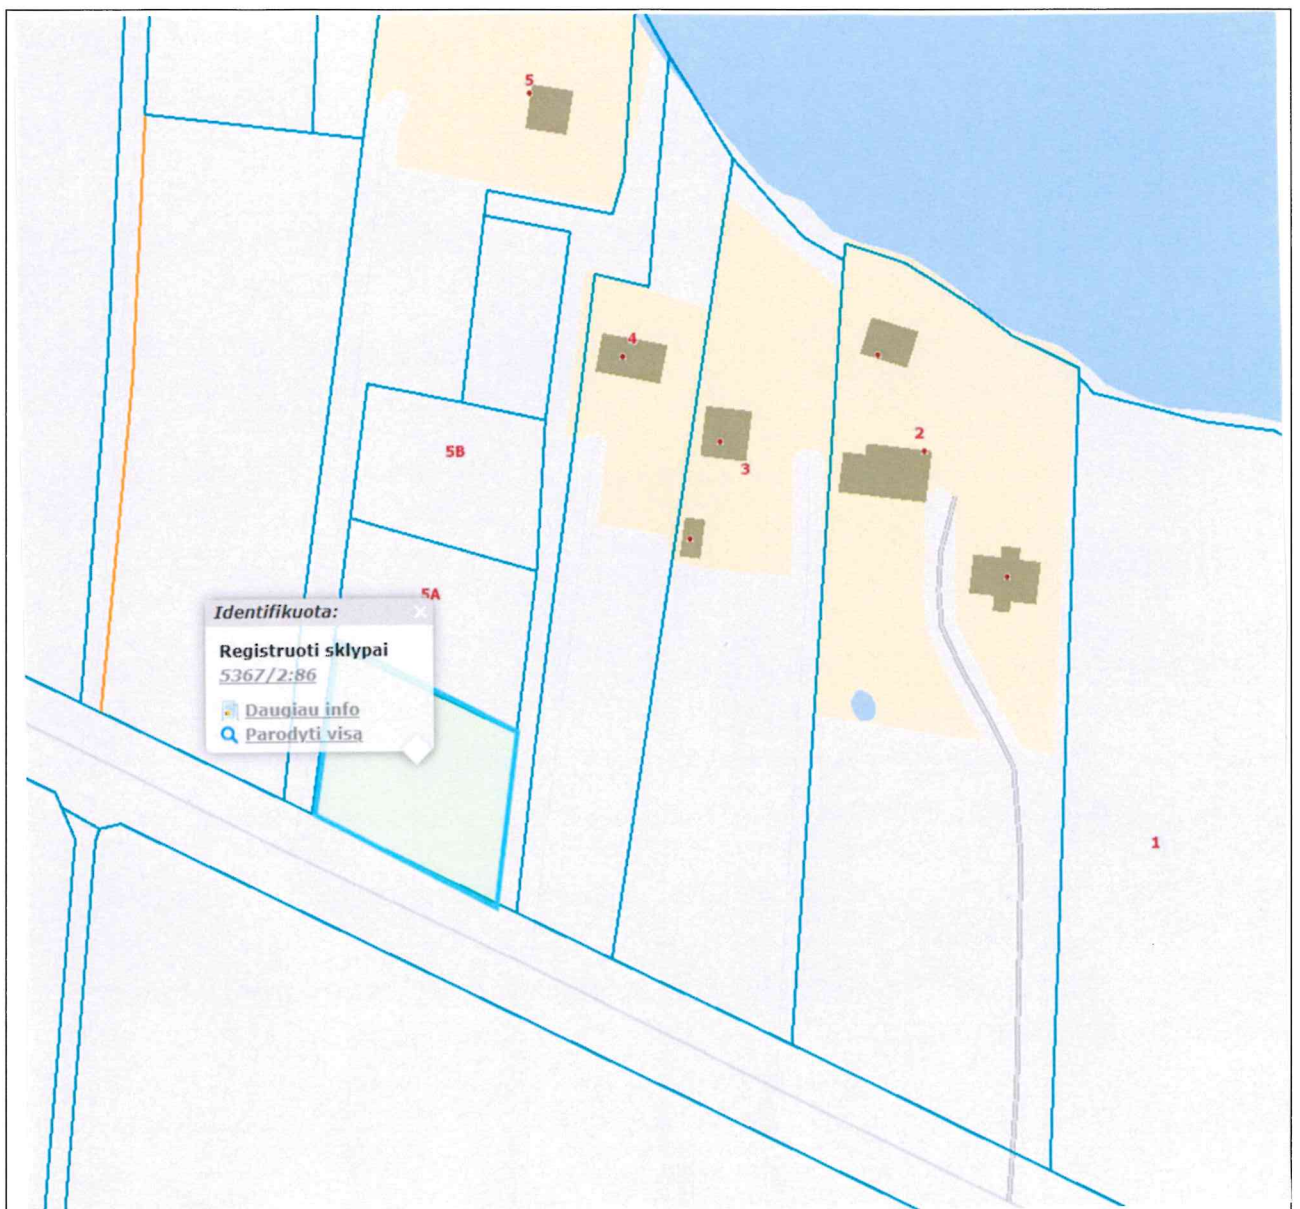 5
4
2
5B
3
5A
Identifikuota:
Registruoti sklypai
5367/2:86
Daugiau info
Parodyti visą
1